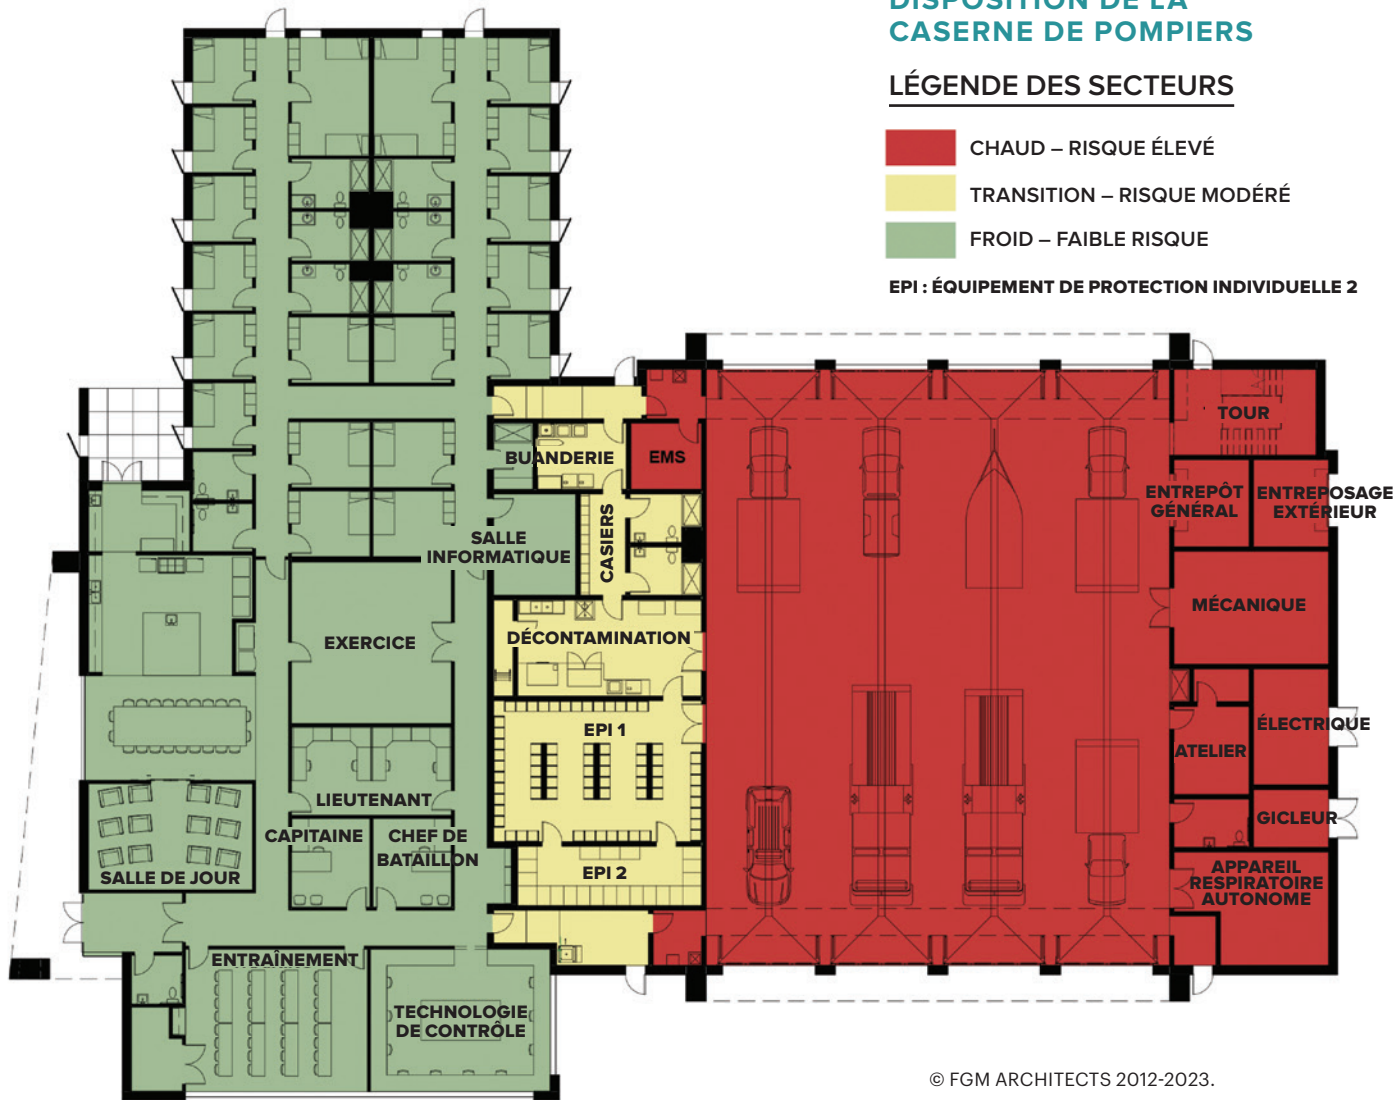 DISPOSITION DE LA
CASERNE DE POMPIERS
LÉGENDE DES SECTEURS
CHAUD – RISQUE ÉLEVÉ
TRANSITION – RISQUE MODÉRÉ
FROID – FAIBLE RISQUE
EPI : ÉQUIPEMENT DE PROTECTION INDIVIDUELLE 2
TOUR
BUANDERIE
EMS
ENTREPÔT
GÉNÉRAL
ENTREPOSAGE
EXTÉRIEUR
SALLE
INFORMATIQUE
CASIERS
MÉCANIQUE
EXERCICE
DÉCONTAMINATION
EPI 1
ÉLECTRIQUE
ATELIER
LIEUTENANT
GICLEUR
CAPITAINE
CHEF DE
BATAILLON
SALLE DE JOUR
EPI 2
APPAREIL
RESPIRATOIRE
AUTONOME
ENTRAÎNEMENT
TECHNOLOGIE
DE CONTRÔLE
© FGM ARCHITECTS 2012-2023.